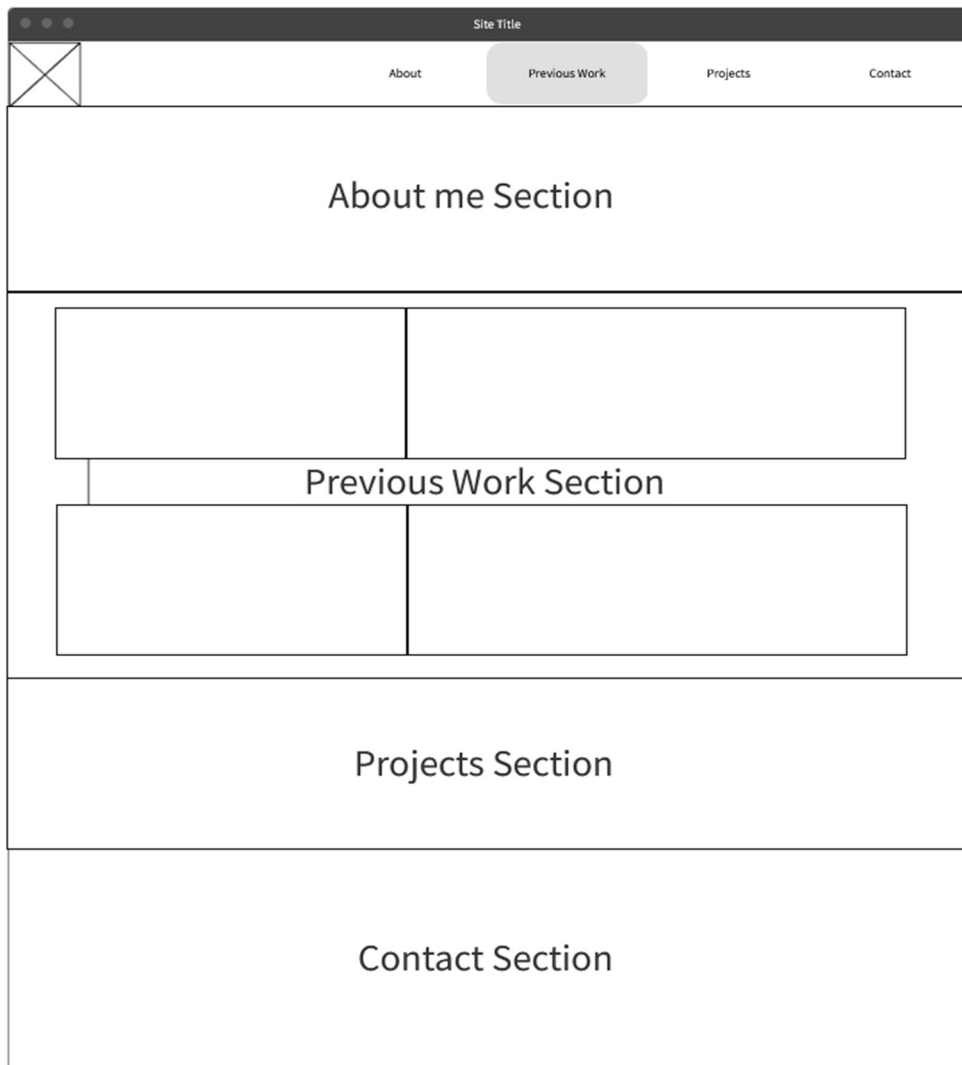 Site Title
About Previous Work Projects Contact
About me Section
Previous Work Section
Projects Section
Contact Section